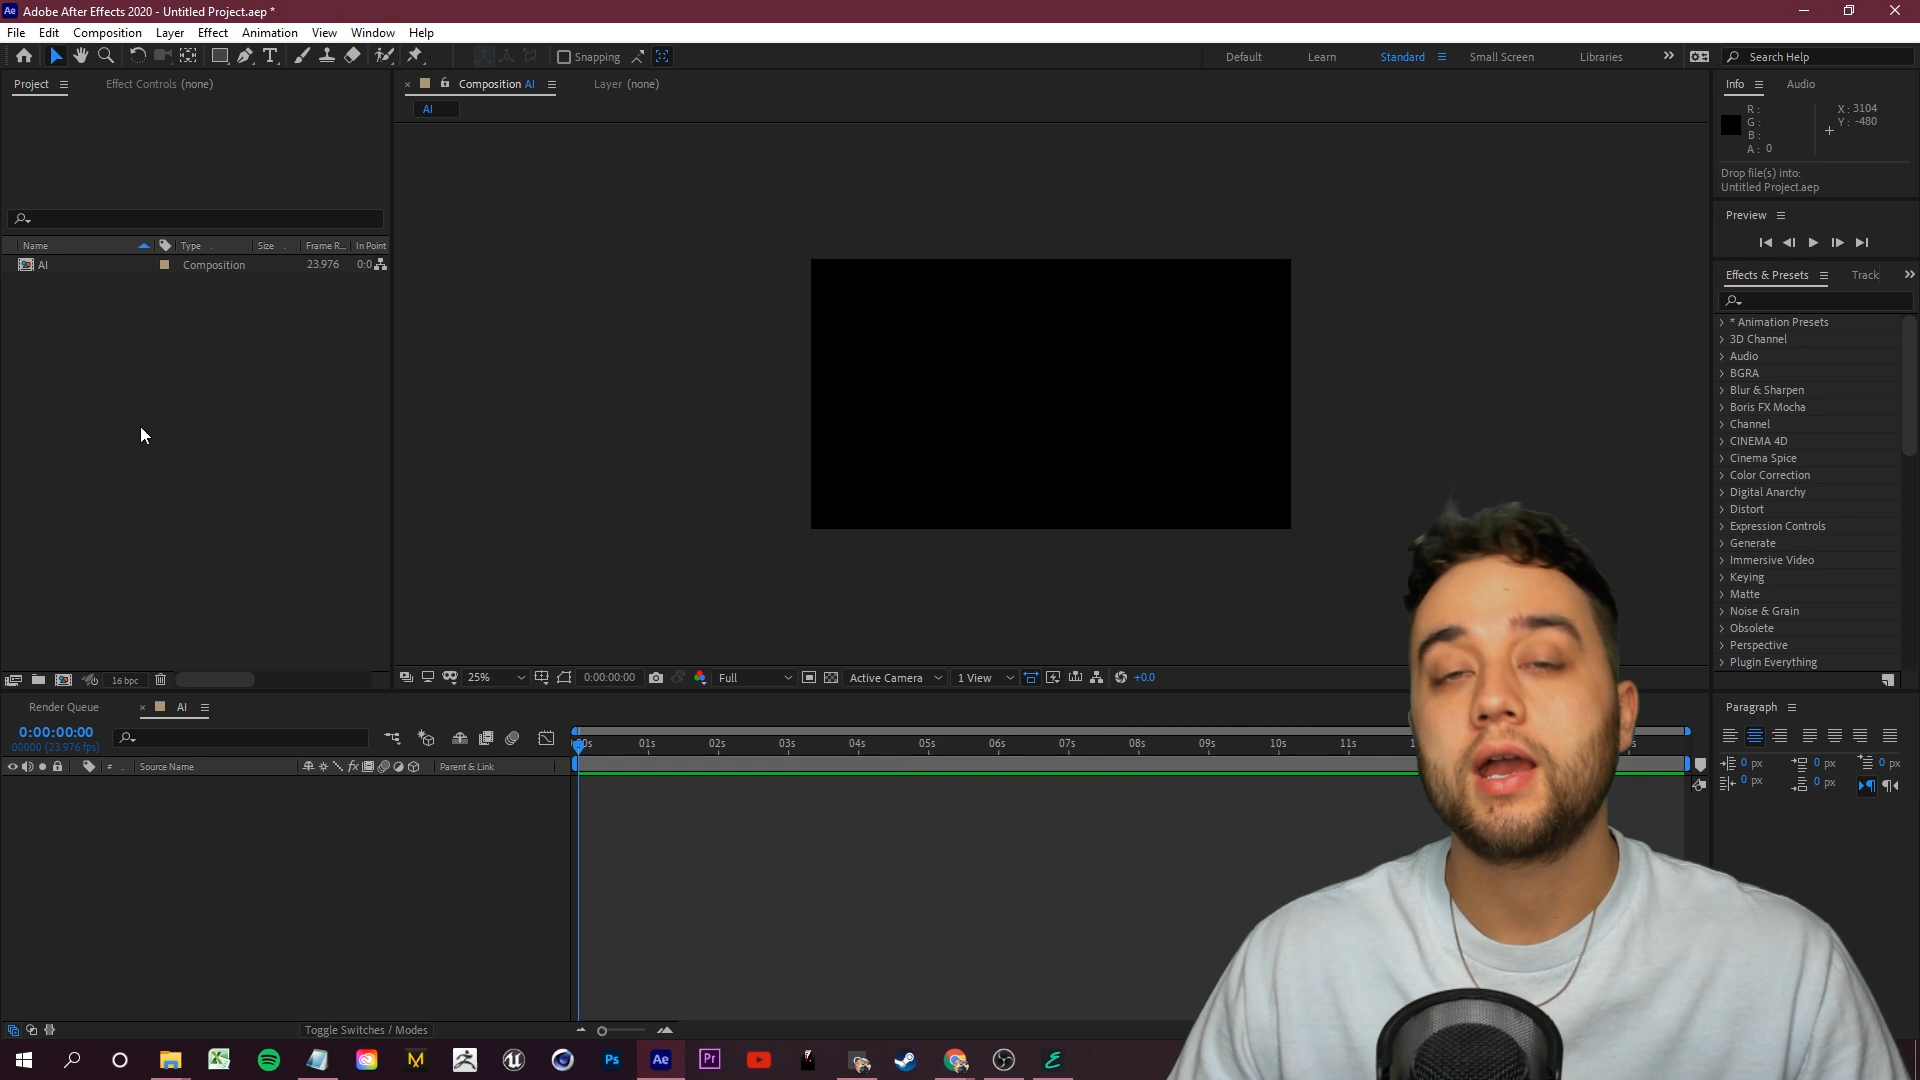 Adobe After Effects 2020 - Untitled Project.aep *
File Edit Composition Layer Effect Animation View Window Help
Snapping
Default Learn Standard Small Screen Libraries
Search Help
Project Effect Controls (none)
Composition AI
Layer (none)
AI
Info Audio
R :
G :
B :
A : 0
X : 3104
Y : -480
Drop file(s) into:
Untitled Project.aep
Preview
Name Type Size Frame R... In Point
AI Composition 23.976 0:0
Effects & Presets Track
* Animation Presets
3D Channel
Audio
BGRA
Blur & Sharpen
Boris FX Mocha
Channel
CINEMA 4D
Cinema Spice
Color Correction
Digital Anarchy
Distort
Expression Controls
Generate
Immersive Video
Keying
Matte
Noise & Grain
Obsolete
Perspective
Plugin Everything
16 bpc
25% 0:00:00:00 Full Active Camera 1 View +0.0
Render Queue AI
0:00:00:00
00000 (23.976 fps)
00s 01s 02s 03s 04s 05s 06s 07s 08s 09s 10s 11s
# Source Name fx Parent & Link
Paragraph
0 px 0 px 0 px
0 px 0 px
Toggle Switches / Modes
Ps Ae Pr